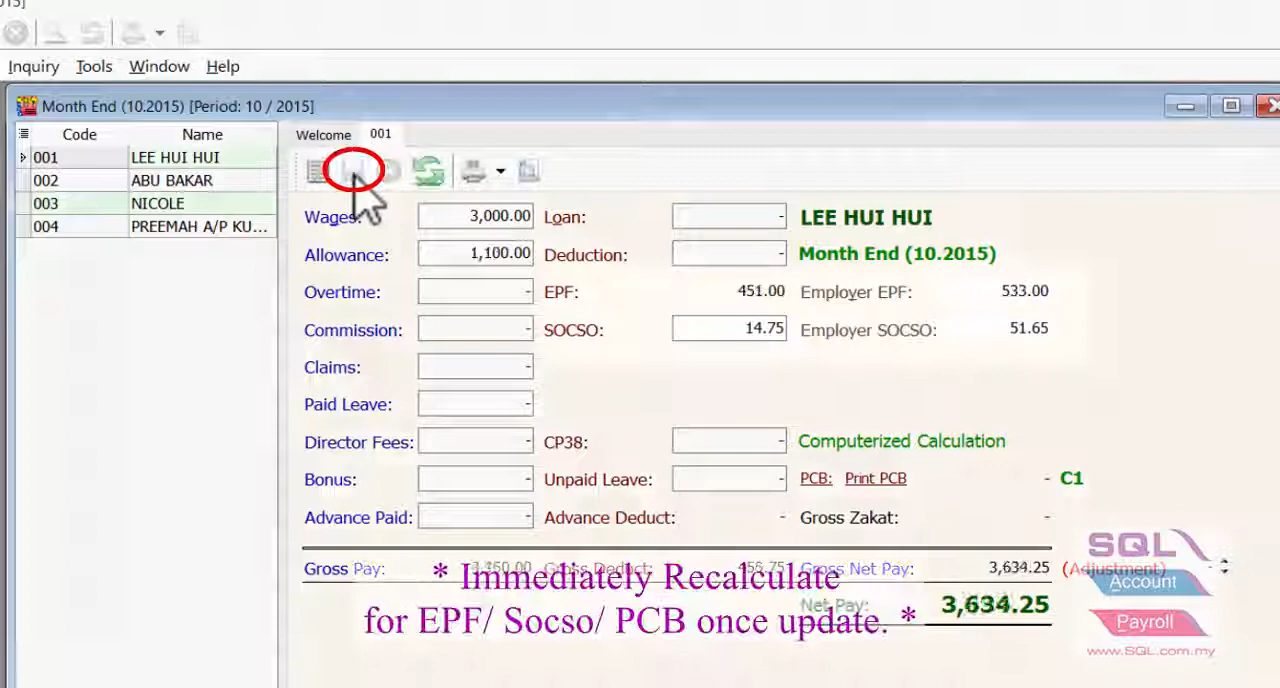 015]
Inquiry Tools Window Help
Month End (10.2015) [Period: 10 / 2015]
Code Name
001 LEE HUI HUI
002 ABU BAKAR
003 NICOLE
004 PREEMAH A/P KU...
Welcome 001
Wages: 3,000.00 Loan: - LEE HUI HUI
Allowance: 1,100.00 Deduction: - Month End (10.2015)
Overtime: - EPF: 451.00 Employer EPF: 533.00
Commission: - SOCSO: 14.75 Employer SOCSO: 51.65
Claims: -
Paid Leave: -
Director Fees: - CP38: - Computerized Calculation
Bonus: - Unpaid Leave: - PCB: Print PCB - C1
Advance Paid: - Advance Deduct: - Gross Zakat: -
Gross Pay: Gross Deduct: Gross Net Pay: 3,634.25 (Adjustment)
Net Pay: 3,634.25
* Immediately Recalculate
for EPF/ Socso/ PCB once update. *
SQL
Account
Payroll
www.SQL.com.my